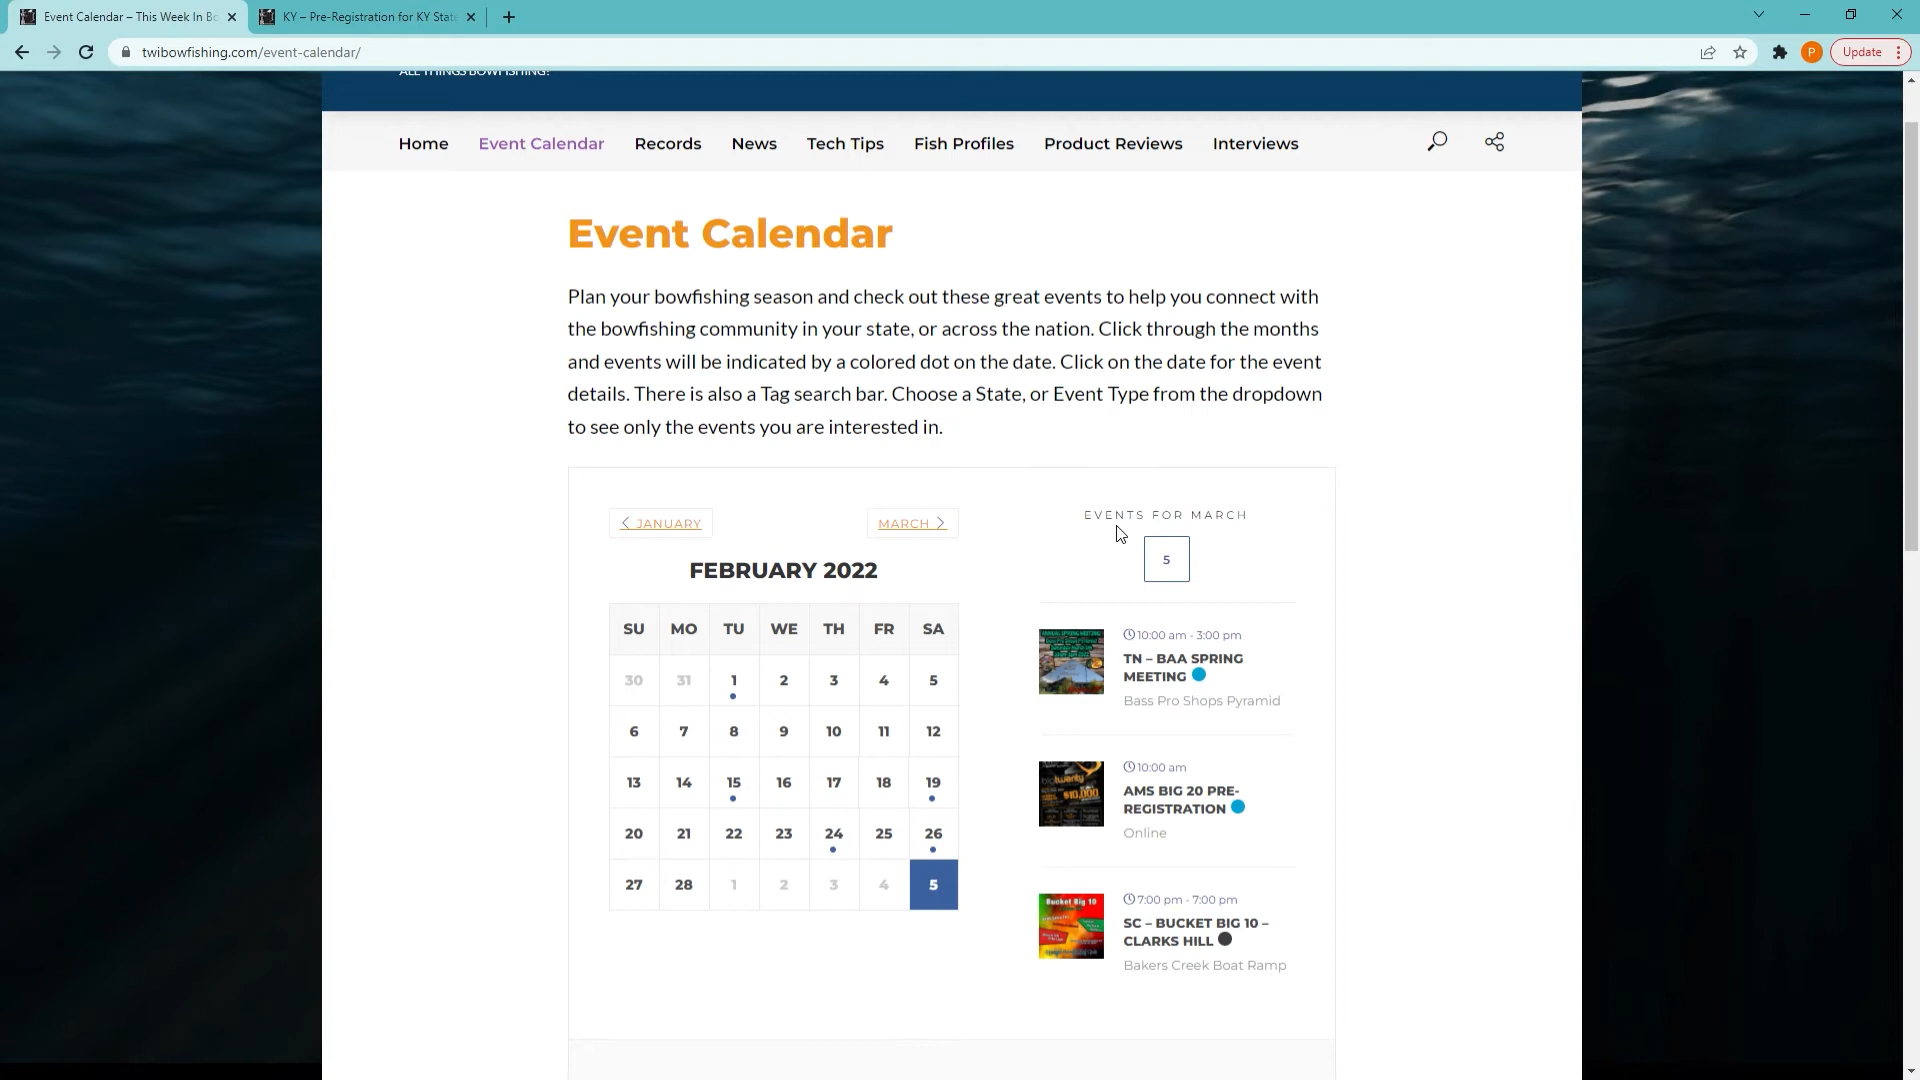 Event Calendar – This Week In Bo
KY – Pre-Registration for KY State
twibowfishing.com/event-calendar/
P
Update
ALL THINGS BOWFISHING!
Home
Event Calendar
Records
News
Tech Tips
Fish Profiles
Product Reviews
Interviews
Event Calendar
Plan your bowfishing season and check out these great events to help you connect with
the bowfishing community in your state, or across the nation. Click through the months
and events will be indicated by a colored dot on the date. Click on the date for the event
details. There is also a Tag search bar. Choose a State, or Event Type from the dropdown
to see only the events you are interested in.
JANUARY
MARCH
FEBRUARY 2022
SU MO TU WE TH FR SA
30 31 1 2 3 4 5
6 7 8 9 10 11 12
13 14 15 16 17 18 19
20 21 22 23 24 25 26
27 28 1 2 3 4 5
EVENTS FOR MARCH
5
10:00 am - 3:00 pm
TN – BAA SPRING
MEETING
Bass Pro Shops Pyramid
twenty
$10,000
10:00 am
AMS BIG 20 PRE-
REGISTRATION
Online
Bucket Big 10
7:00 pm - 7:00 pm
SC – BUCKET BIG 10 –
CLARKS HILL
Bakers Creek Boat Ramp